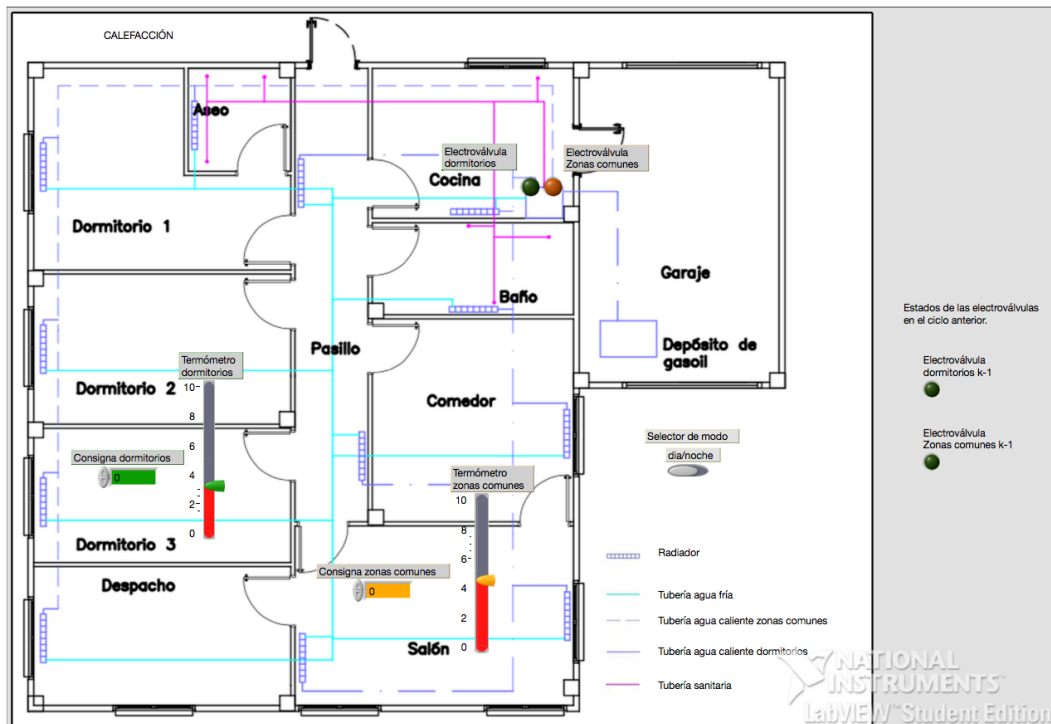 CALEFACCIÓN
Aseo
Electroválvula
dormitorios
Electroválvula
Zonas comunes
Cocina
Dormitorio 1
Garaje
Baño
Estados de las electroválvulas
en el ciclo anterior.
Pasillo
Depósito de
gasoil
Termómetro
dormitorios
10
8
6
4
2
0
Dormitorio 2
Comedor
Electroválvula
dormitorios k-1
Electroválvula
Zonas comunes k-1
Selector de modo
dia/noche
Consigna dormitorios
0
Termómetro
zonas comunes
10
8
6
4
2
0
Dormitorio 3
Despacho
Consigna zonas comunes
0
Salón
Radiador
Tubería agua fría
Tubería agua caliente zonas comunes
Tubería agua caliente dormitorios
Tubería sanitaria
NATIONAL
INSTRUMENTS™
LabVIEW™ Student Edition